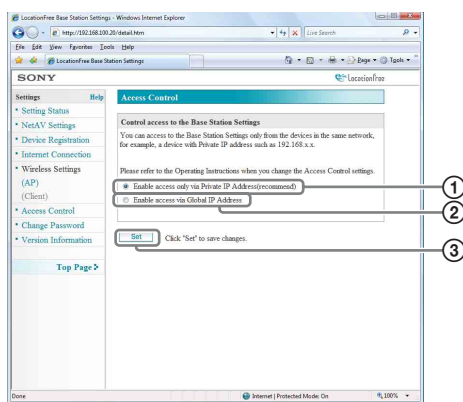 LocationFree Base Station Settings - Windows Internet Explorer
http://192.168.100.20/detail.htm
Live Search
File Edit View Favorites Tools Help
LocationFree Base Station Settings
Page Tools
SONY
LocationFree
Settings Help
Setting Status
NetAV Settings
Device Registration
Internet Connection
Wireless Settings
(AP)
(Client)
Access Control
Change Password
Version Information
Top Page
Access Control
Control access to the Base Station Settings
You can access to the Base Station Settings only from the devices in the same network,
for example, a device with Private IP address such as 192.168.x.x.
Please refer to the Operating Instructions when you change the Access Control settings.
Enable access only via Private IP Address(recommend)
1
Enable access via Global IP Address
2
Set Click "Set" to save changes.
3
Done
Internet | Protected Mode: On
100%